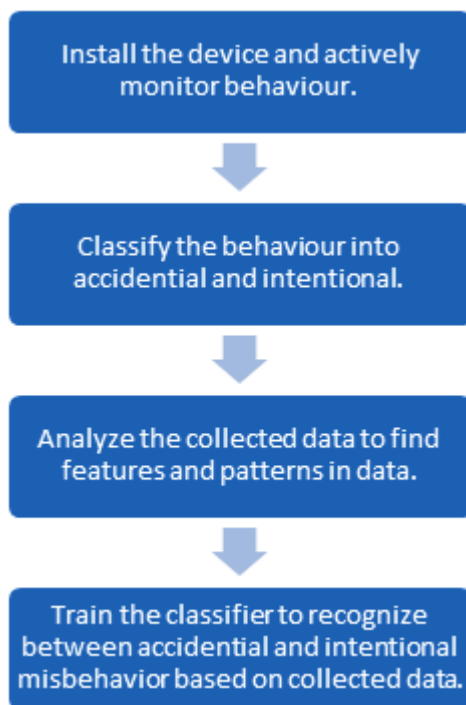 Install the device and actively
monitor behaviour.
Classify the behaviour into
accidential and intentional.
Analyze the collected data to find
features and patterns in data.
Train the classifier to recognize
between accidential and intentional
misbehavior based on collected data.